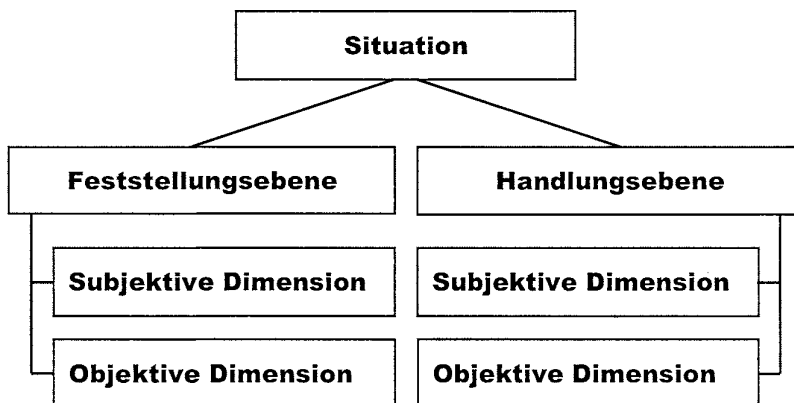 Situation
Feststellungsebene
Handlungsebene
Subjektive Dimension
Subjektive Dimension
Objektive Dimension
Objektive Dimension